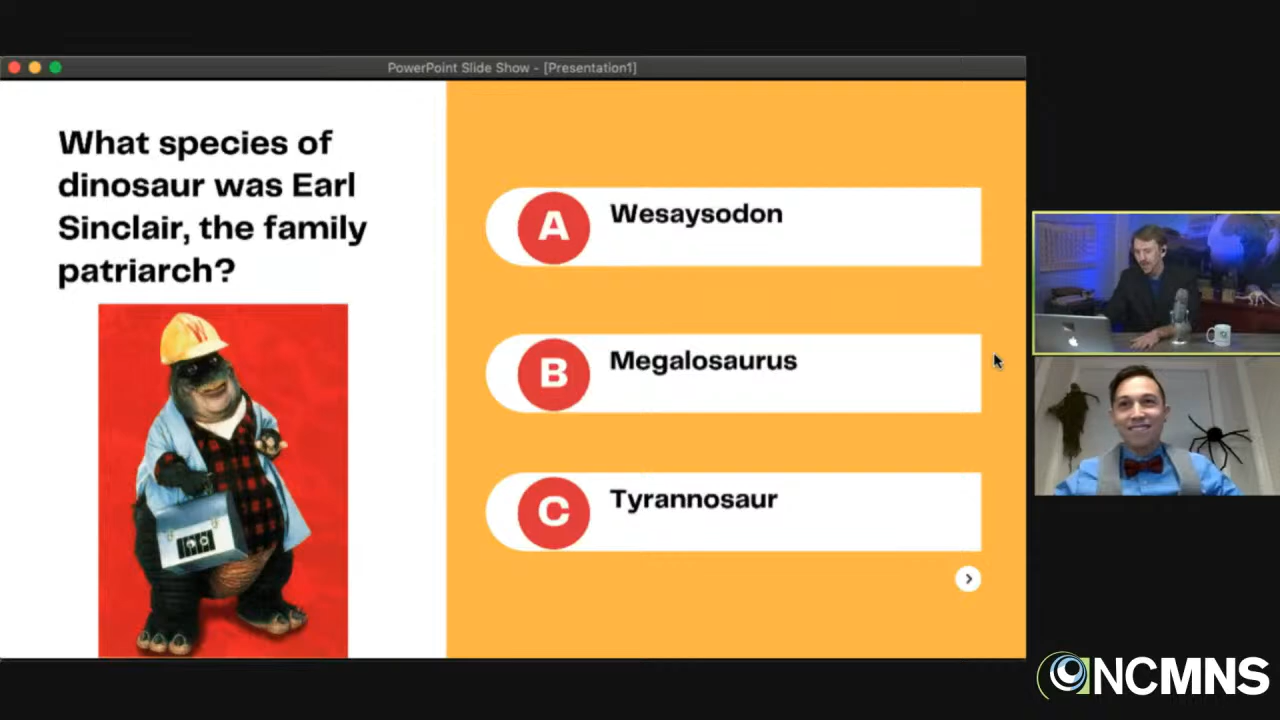 PowerPoint Slide Show - [Presentation1]
What species of
dinosaur was Earl
Sinclair, the family
patriarch?
W
A
Wesaysodon
B
Megalosaurus
C
Tyrannosaur
NCMNS